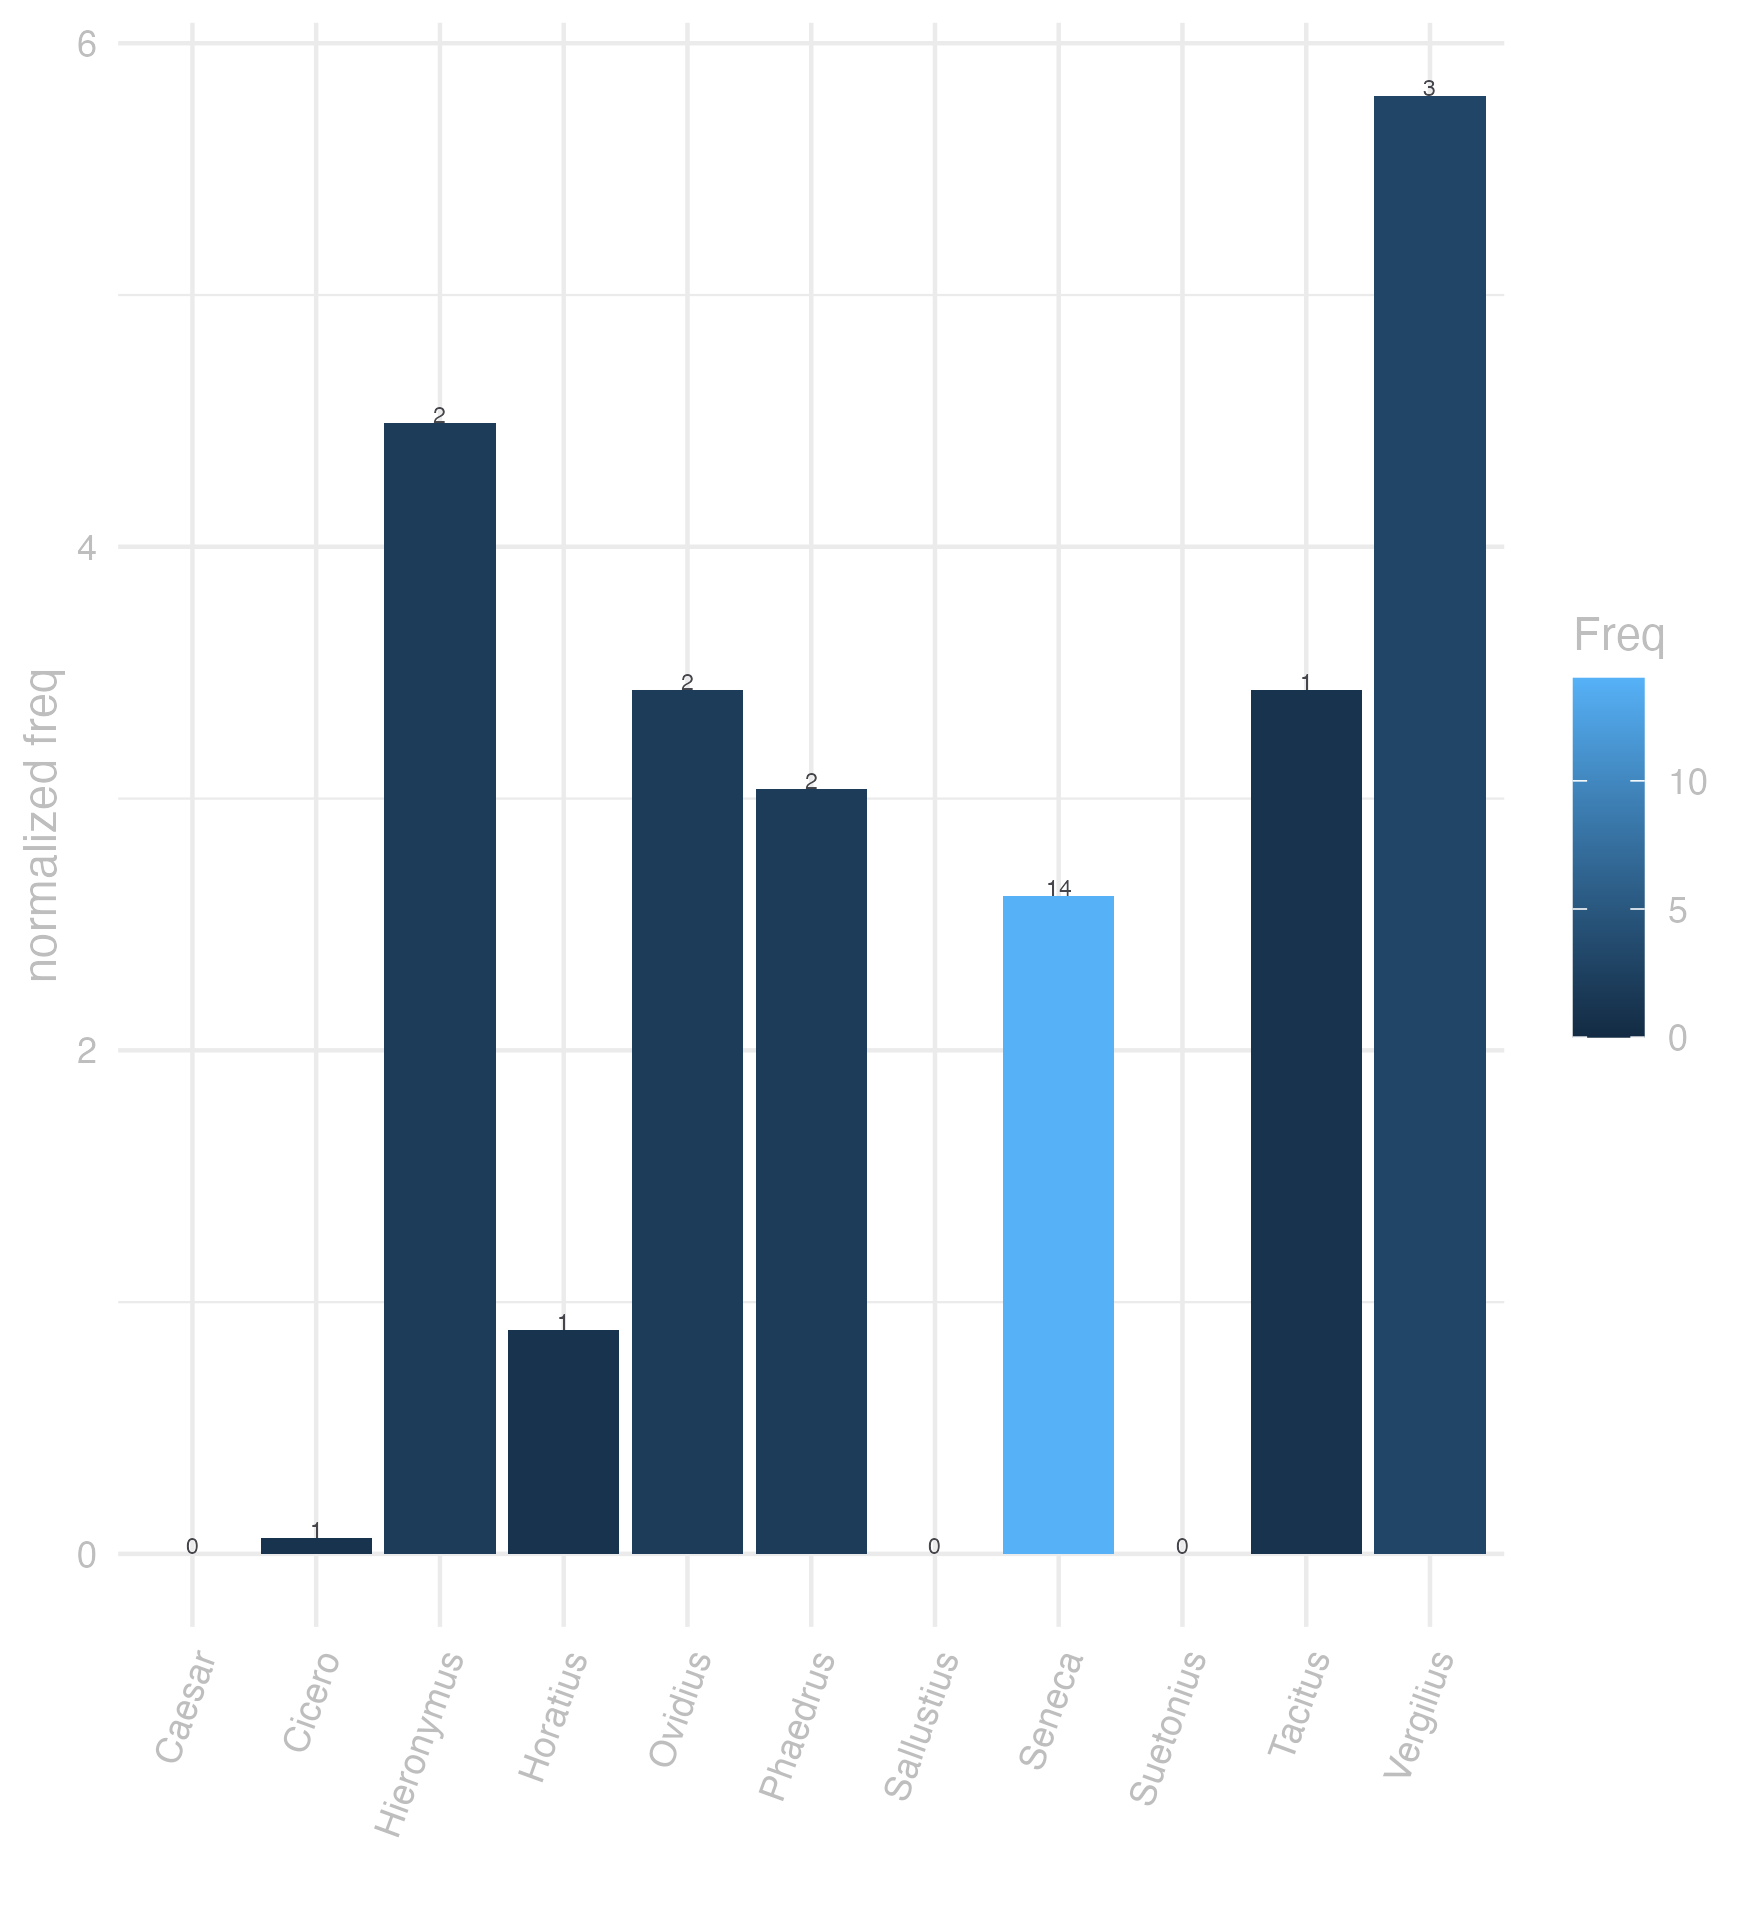 normalized freq
6
4
2
0
3
2
2
1
2
14
1
1
0
0
0
Caesar
Cicero
Hieronymus
Horatius
Ovidius
Phaedrus
Sallustius
Seneca
Suetonius
Tacitus
Vergilius
Freq
10
5
0